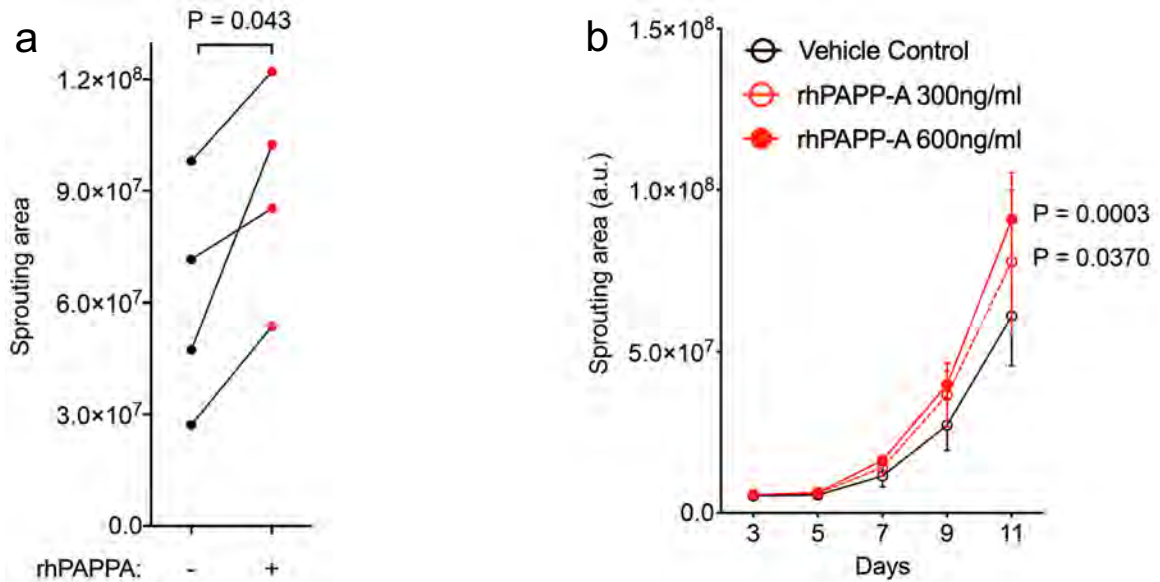 a
P = 0.043
Sprouting area
1.2×10⁸
9.0×10⁷
6.0×10⁷
3.0×10⁷
0.0
rhPAPPA: - +
b
Vehicle Control
rhPAPP-A 300ng/ml
rhPAPP-A 600ng/ml
Sprouting area (a.u.)
1.5×10⁸
1.0×10⁸
5.0×10⁷
0.0
P = 0.0003
P = 0.0370
3 5 7 9 11
Days